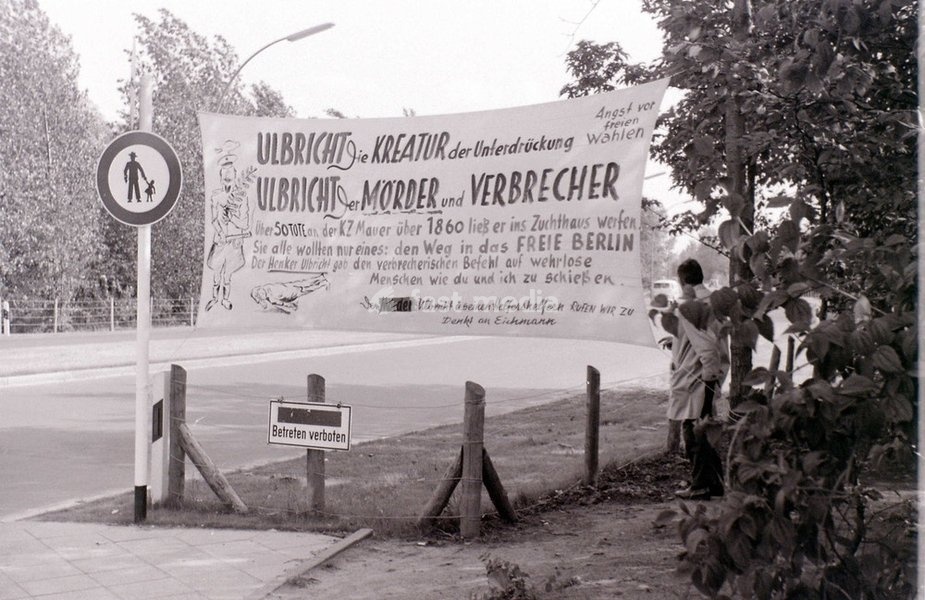 Angst vor
freien
Wahlen
ULBRICHT Die KREATUR der Unterdrückung
ULBRICHT Der MÖRDER und VERBRECHER
Über 50 TOTE an der KZ Mauer über 1860 ließ er ins Zuchthaus werfen
Sie alle wollten nur eines: den Weg in das FREIE BERLIN
Der Henker Ulbricht gab den verbrecherischen Befehl auf wehrlose
Menschen wie du und ich zu schießen
RUFEN WIR ZU
Denkt an Eichmann
Betreten verboten